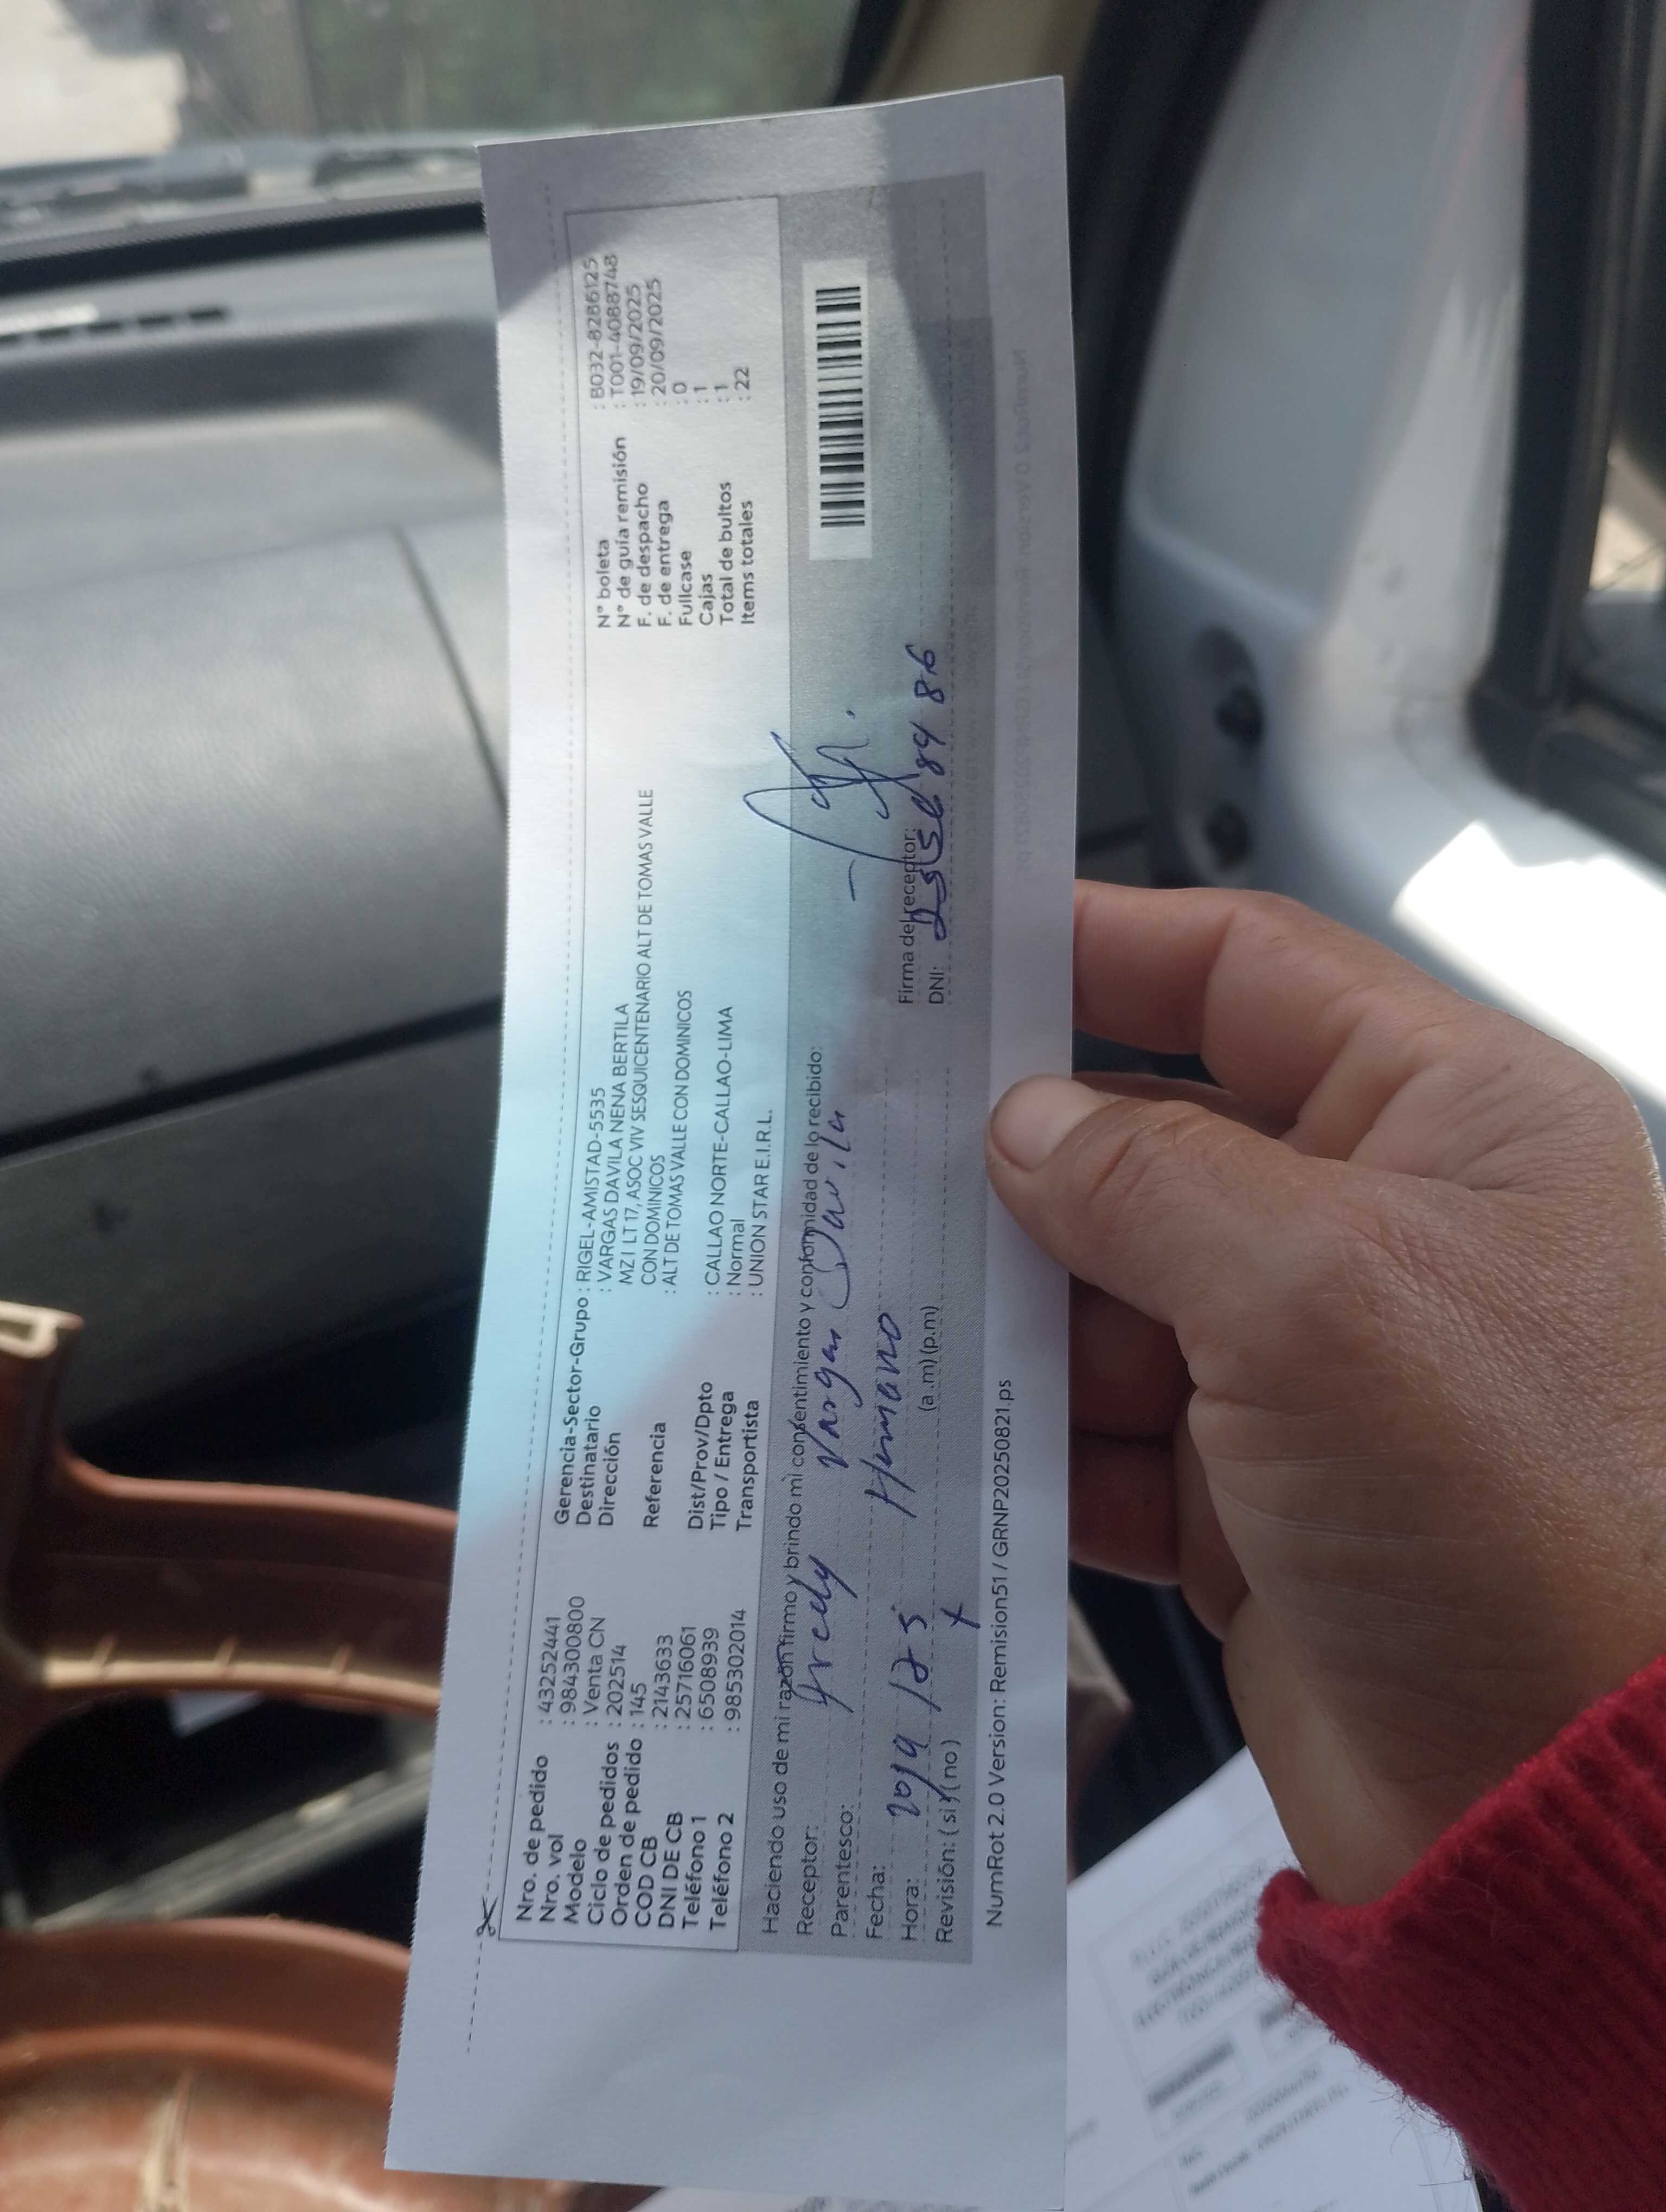 Nro. de pedido : 43252441
Nro. vol : 984300800
Modelo : Venta CN
Ciclo de pedidos : 202514
Orden de pedido : 145
COD CB : 2143633
DNI DE CB : 25716061
Teléfono 1 : 6508939
Teléfono 2 : 985302014
Gerencia-Sector-Grupo : RIGEL-AMISTAD-5535
Destinatario : VARGAS DAVILA NENA BERTILA
Dirección MZ I LT 17, ASOC VIV SESQUICENTENARIO ALT DE TOMAS VALLE
CON DOMINICOS
Referencia : ALT DE TOMAS VALLE CON DOMINICOS
Dist/Prov/Dpto : CALLAO NORTE-CALLAO-LIMA
Tipo / Entrega : Normal
Transportista : UNION STAR E.I.R.L.
N° boleta : B032-8286125
N° de guía remisión : T001-4088748
F. de despacho : 19/09/2025
F. de entrega : 20/09/2025
Fullcase : 0
Cajas : 1
Total de bultos : 1
Items totales : 22
Haciendo uso de mi razón firmo y brindo mi consentimiento y conformidad de lo recibido:
Receptor: Vargas Davila
Parentesco: Hermano
Fecha:
Hora: (a.m) (p.m)
Revisión: (si) (no)
Firma del receptor:
DNI:
NumRot 2.0 Version: Remision51 / GRNP20250821.ps